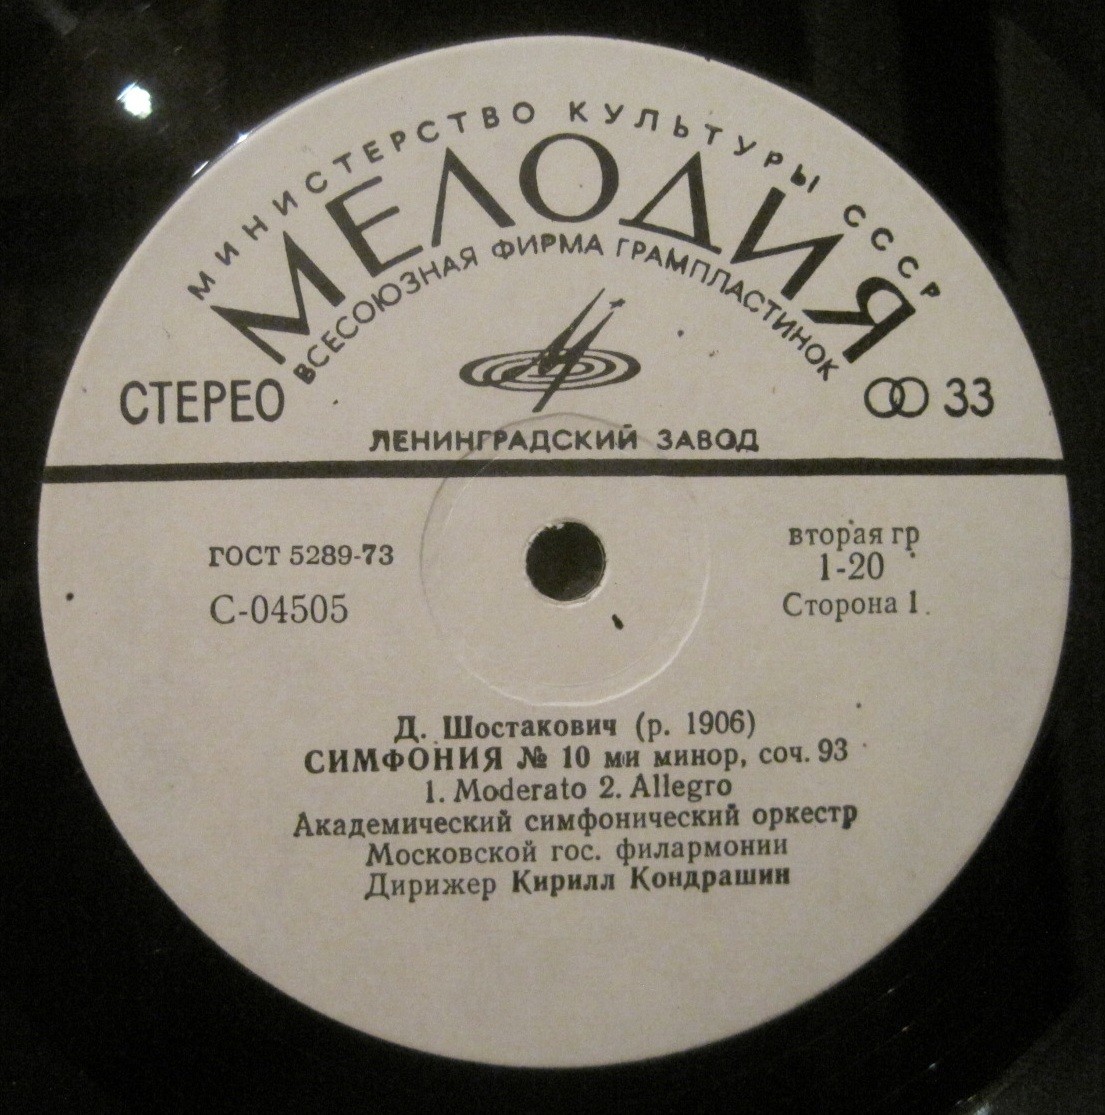 МИНИСТЕРСТВО КУЛЬТУРЫ СССР
МЕЛОДИЯ
ВСЕСОЮЗНАЯ ФИРМА ГРАМПЛАСТИНОК
СТЕРЕО
33
ЛЕНИНГРАДСКИЙ ЗАВОД
ГОСТ 5289-73
С-04505
вторая гр
1-20
Сторона 1.
Д. Шостакович (р. 1906)
СИМФОНИЯ № 10 ми минор, соч. 93
1. Moderato 2. Allegro
Академический симфонический оркестр
Московской гос. филармонии
Дирижер Кирилл Кондрашин